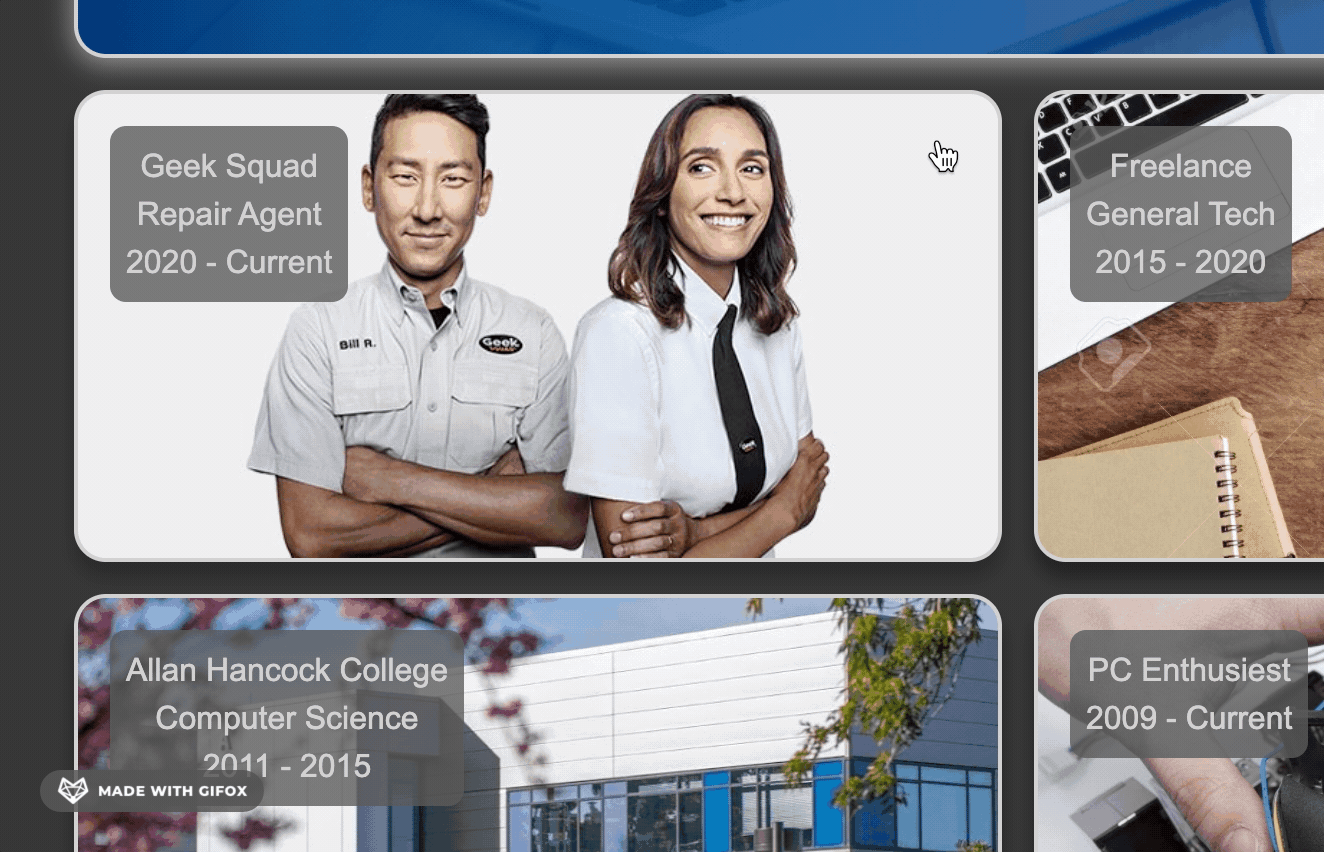 Geek Squad
Repair Agent
2020 - Current
Freelance
General Tech
2015 - 2020
Bill R.
Geek
Allan Hancock College
Computer Science
2011 - 2015
PC Enthusiest
2009 - Current
MADE WITH GIFOX